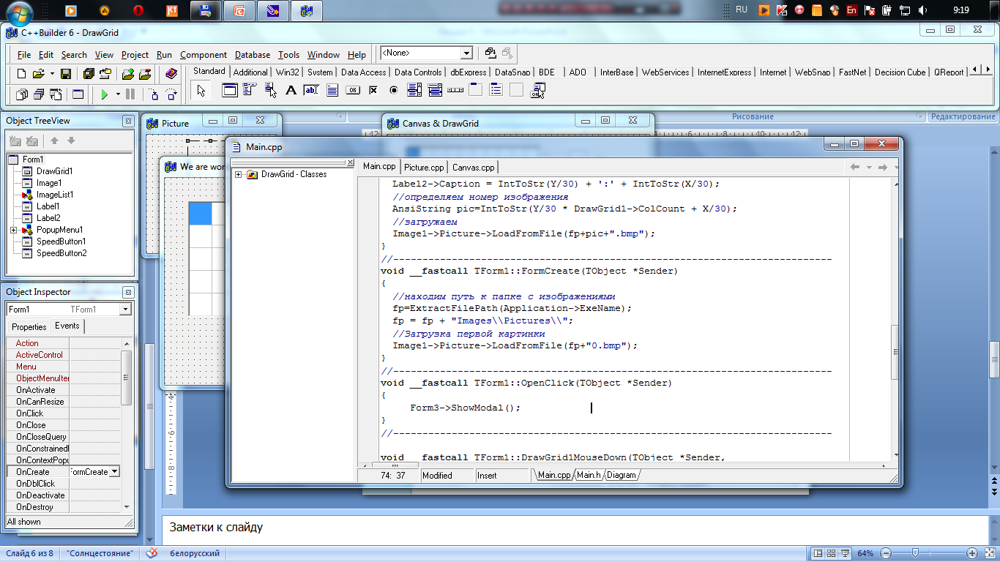 RU
En
9:19
C++Builder 6 - DrawGrid
File Edit Search View Project Run Component Database Tools Window Help
<None>
Standard Additional Win32 System Data Access Data Controls dbExpress DataSnap BDE ADO InterBase WebServices InternetExpress Internet WebSnap FastNet Decision Cube QReport
Рисование
Редактирование
Object TreeView
Form1
DrawGrid1
Image1
ImageList1
Label1
Label2
PopupMenu1
SpeedButton1
SpeedButton2
Picture
We are wor
Canvas & DrawGrid
Main.cpp
DrawGrid - Classes
Main.cpp Picture.cpp Canvas.cpp
Label2->Caption = IntToStr(Y/30) + ':' + IntToStr(X/30);
//определяем номер изображения
AnsiString pic=IntToStr(Y/30 * DrawGrid1->ColCount + X/30);
//загружаем
Image1->Picture->LoadFromFile(fp+pic+".bmp");
}
//---------------------------------------------------------------------------
void __fastcall TForm1::FormCreate(TObject *Sender)
{
//находим путь к папке с изображениями
fp=ExtractFilePath(Application->ExeName);
fp = fp + "Images\\Pictures\\";
//Загрузка первой картинки
Image1->Picture->LoadFromFile(fp+"0.bmp");
}
//---------------------------------------------------------------------------
void __fastcall TForm1::OpenClick(TObject *Sender)
{
Form3->ShowModal();
}
//---------------------------------------------------------------------------
void __fastcall TForm1::DrawGrid1MouseDown(TObject *Sender,
74: 37 Modified Insert Main.cpp Main.h Diagram
Object Inspector
Form1 TForm1
Properties Events
Action
ActiveControl
Menu
ObjectMenuIter
OnActivate
OnCanResize
OnClick
OnClose
OnCloseQuery
OnConstrainedl
OnContextPopu
OnCreate FormCreate
OnDblClick
OnDeactivate
OnDestroy
All shown
Заметки к слайду
Слайд 6 из 8 "Солнцестояние" белорусский 64%